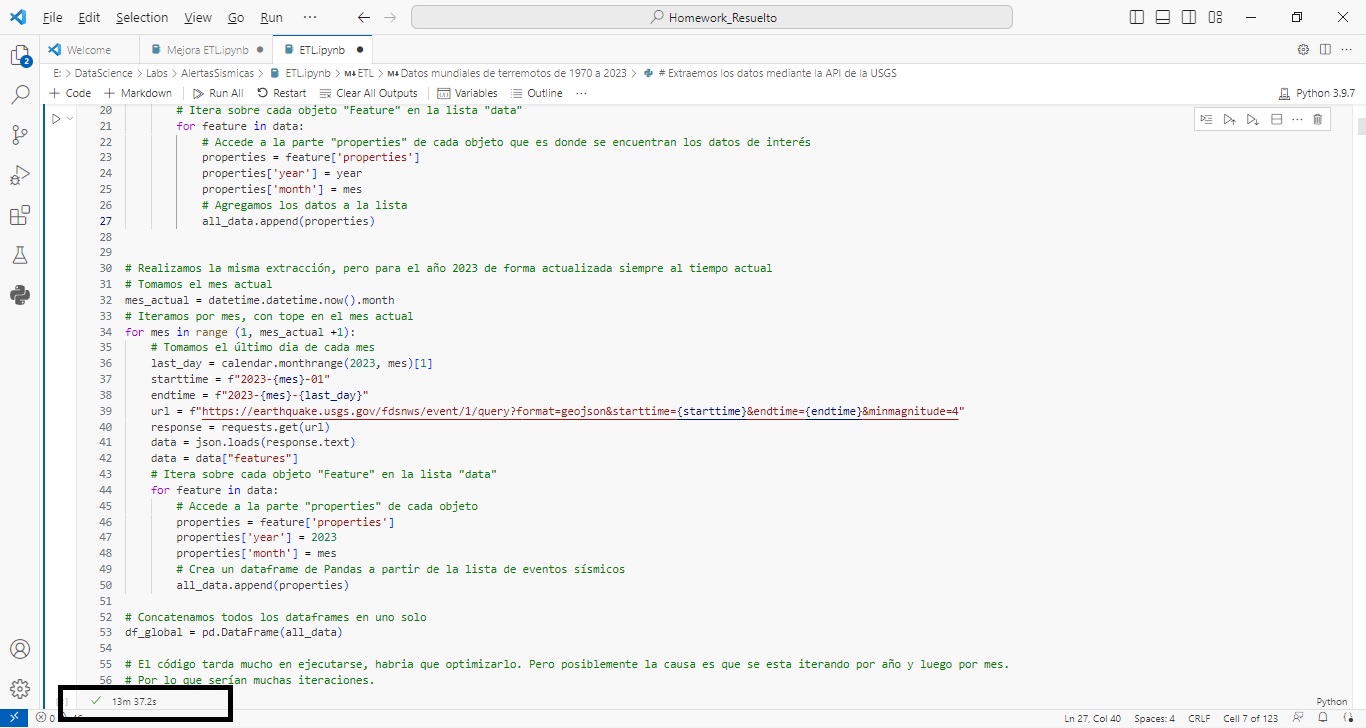 File Edit Selection View Go Run ··· Homework_Resuelto
Welcome Mejora ETL.ipynb ETL.ipynb
E: > DataScience > Labs > AlertasSismicas > ETL.ipynb > M↓ETL > M↓Datos mundiales de terremotos de 1970 a 2023 > # Extraemos los datos mediante la API de la USGS
+ Code + Markdown Run All Restart Clear All Outputs Variables Outline ··· Python 3.9.7
20 # Itera sobre cada objeto "Feature" en la lista "data"
21 for feature in data:
22 # Accede a la parte "properties" de cada objeto que es donde se encuentran los datos de interés
23 properties = feature['properties']
24 properties['year'] = year
25 properties['month'] = mes
26 # Agregamos los datos a la lista
27 all_data.append(properties)
28
29
30 # Realizamos la misma extracción, pero para el año 2023 de forma actualizada siempre al tiempo actual
31 # Tomamos el mes actual
32 mes_actual = datetime.datetime.now().month
33 # Iteramos por mes, con tope en el mes actual
34 for mes in range (1, mes_actual +1):
35 # Tomamos el último dia de cada mes
36 last_day = calendar.monthrange(2023, mes)[1]
37 starttime = f"2023-{mes}-01"
38 endtime = f"2023-{mes}-{last_day}"
39 url = f"https://earthquake.usgs.gov/fdsnws/event/1/query?format=geojson&starttime={starttime}&endtime={endtime}&minmagnitude=4"
40 response = requests.get(url)
41 data = json.loads(response.text)
42 data = data["features"]
43 # Itera sobre cada objeto "Feature" en la lista "data"
44 for feature in data:
45 # Accede a la parte "properties" de cada objeto
46 properties = feature['properties']
47 properties['year'] = 2023
48 properties['month'] = mes
49 # Crea un dataframe de Pandas a partir de la lista de eventos sísmicos
50 all_data.append(properties)
51
52 # Concatenamos todos los dataframes en uno solo
53 df_global = pd.DataFrame(all_data)
54
55 # El código tarda mucho en ejecutarse, habria que optimizarlo. Pero posiblemente la causa es que se esta iterando por año y luego por mes.
56 # Por lo que serían muchas iteraciones.
13m 37.2s Python
0 Ln 27, Col 40 Spaces: 4 CRLF Cell 7 of 123
2